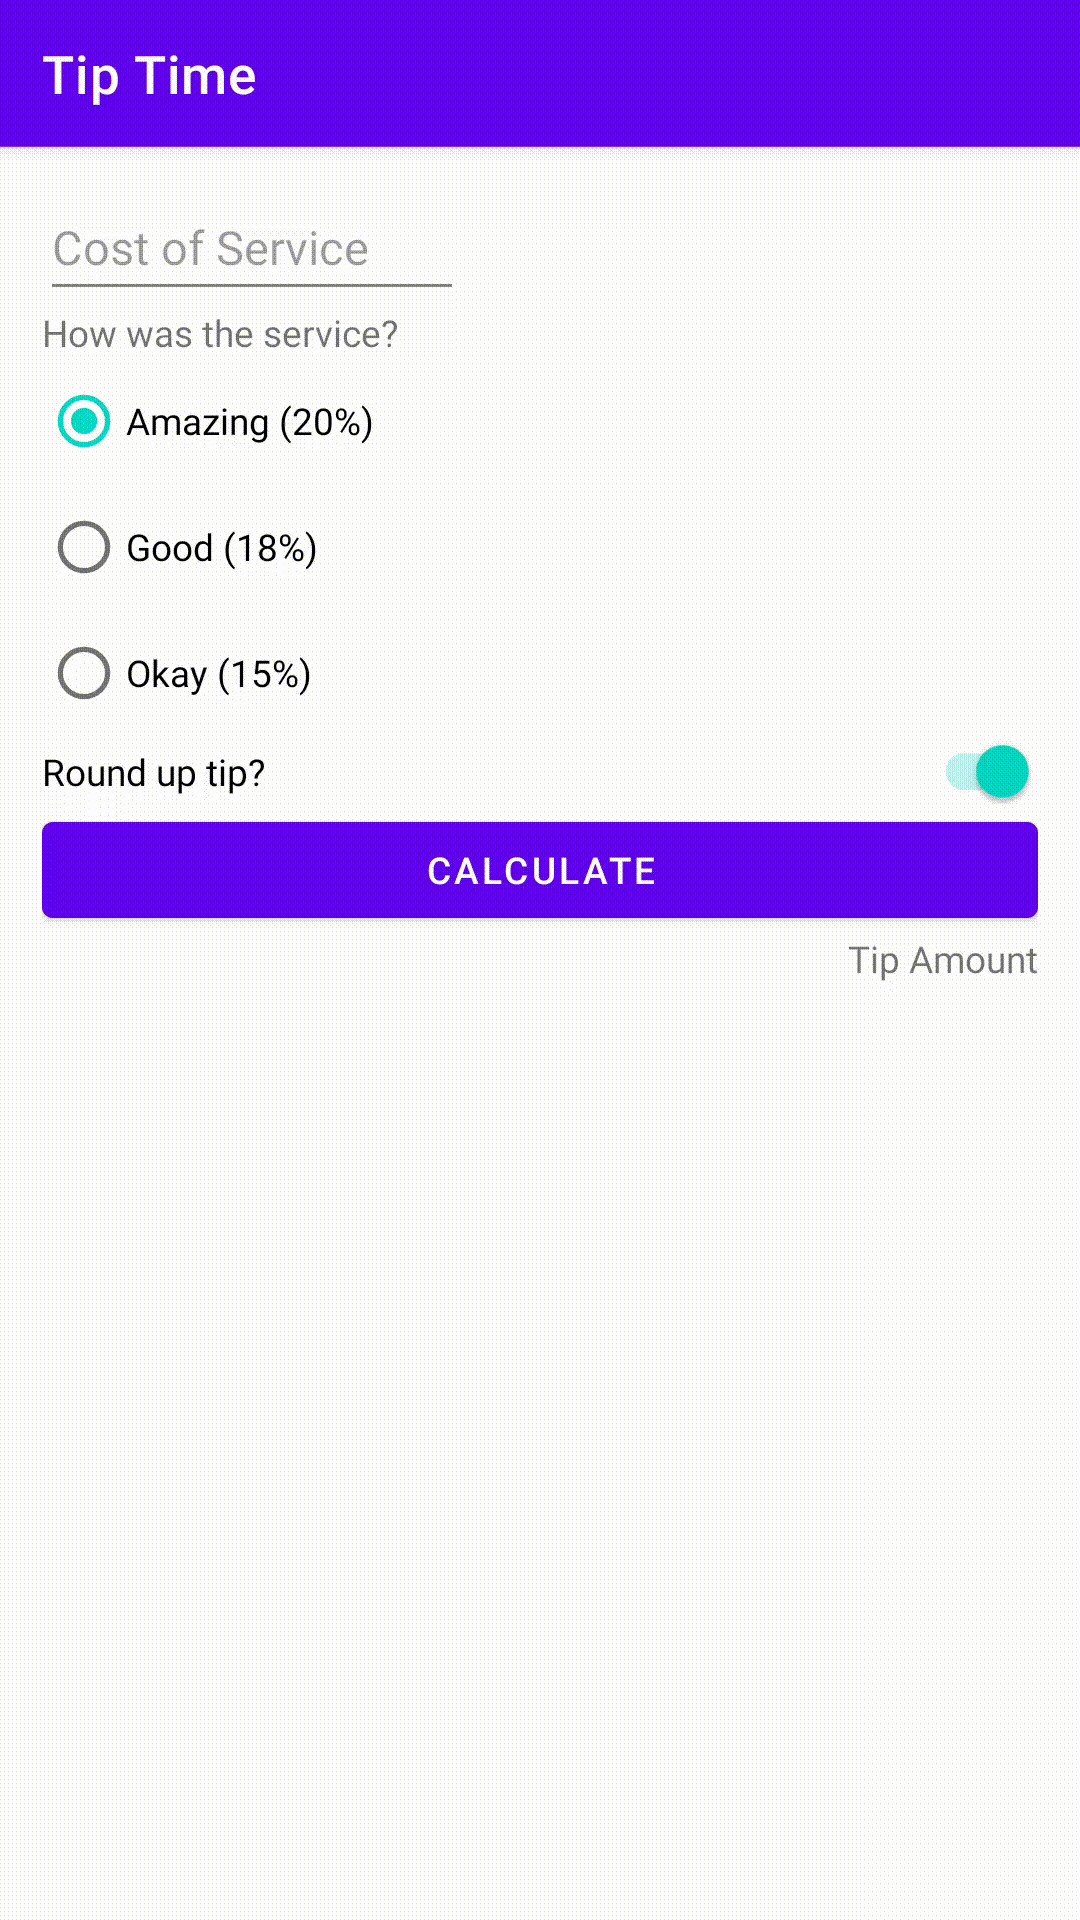 Tip Time
Cost of Service
How was the service?
Amazing (20%)
Good (18%)
Okay (15%)
Round up tip?
CALCULATE
Tip Amount